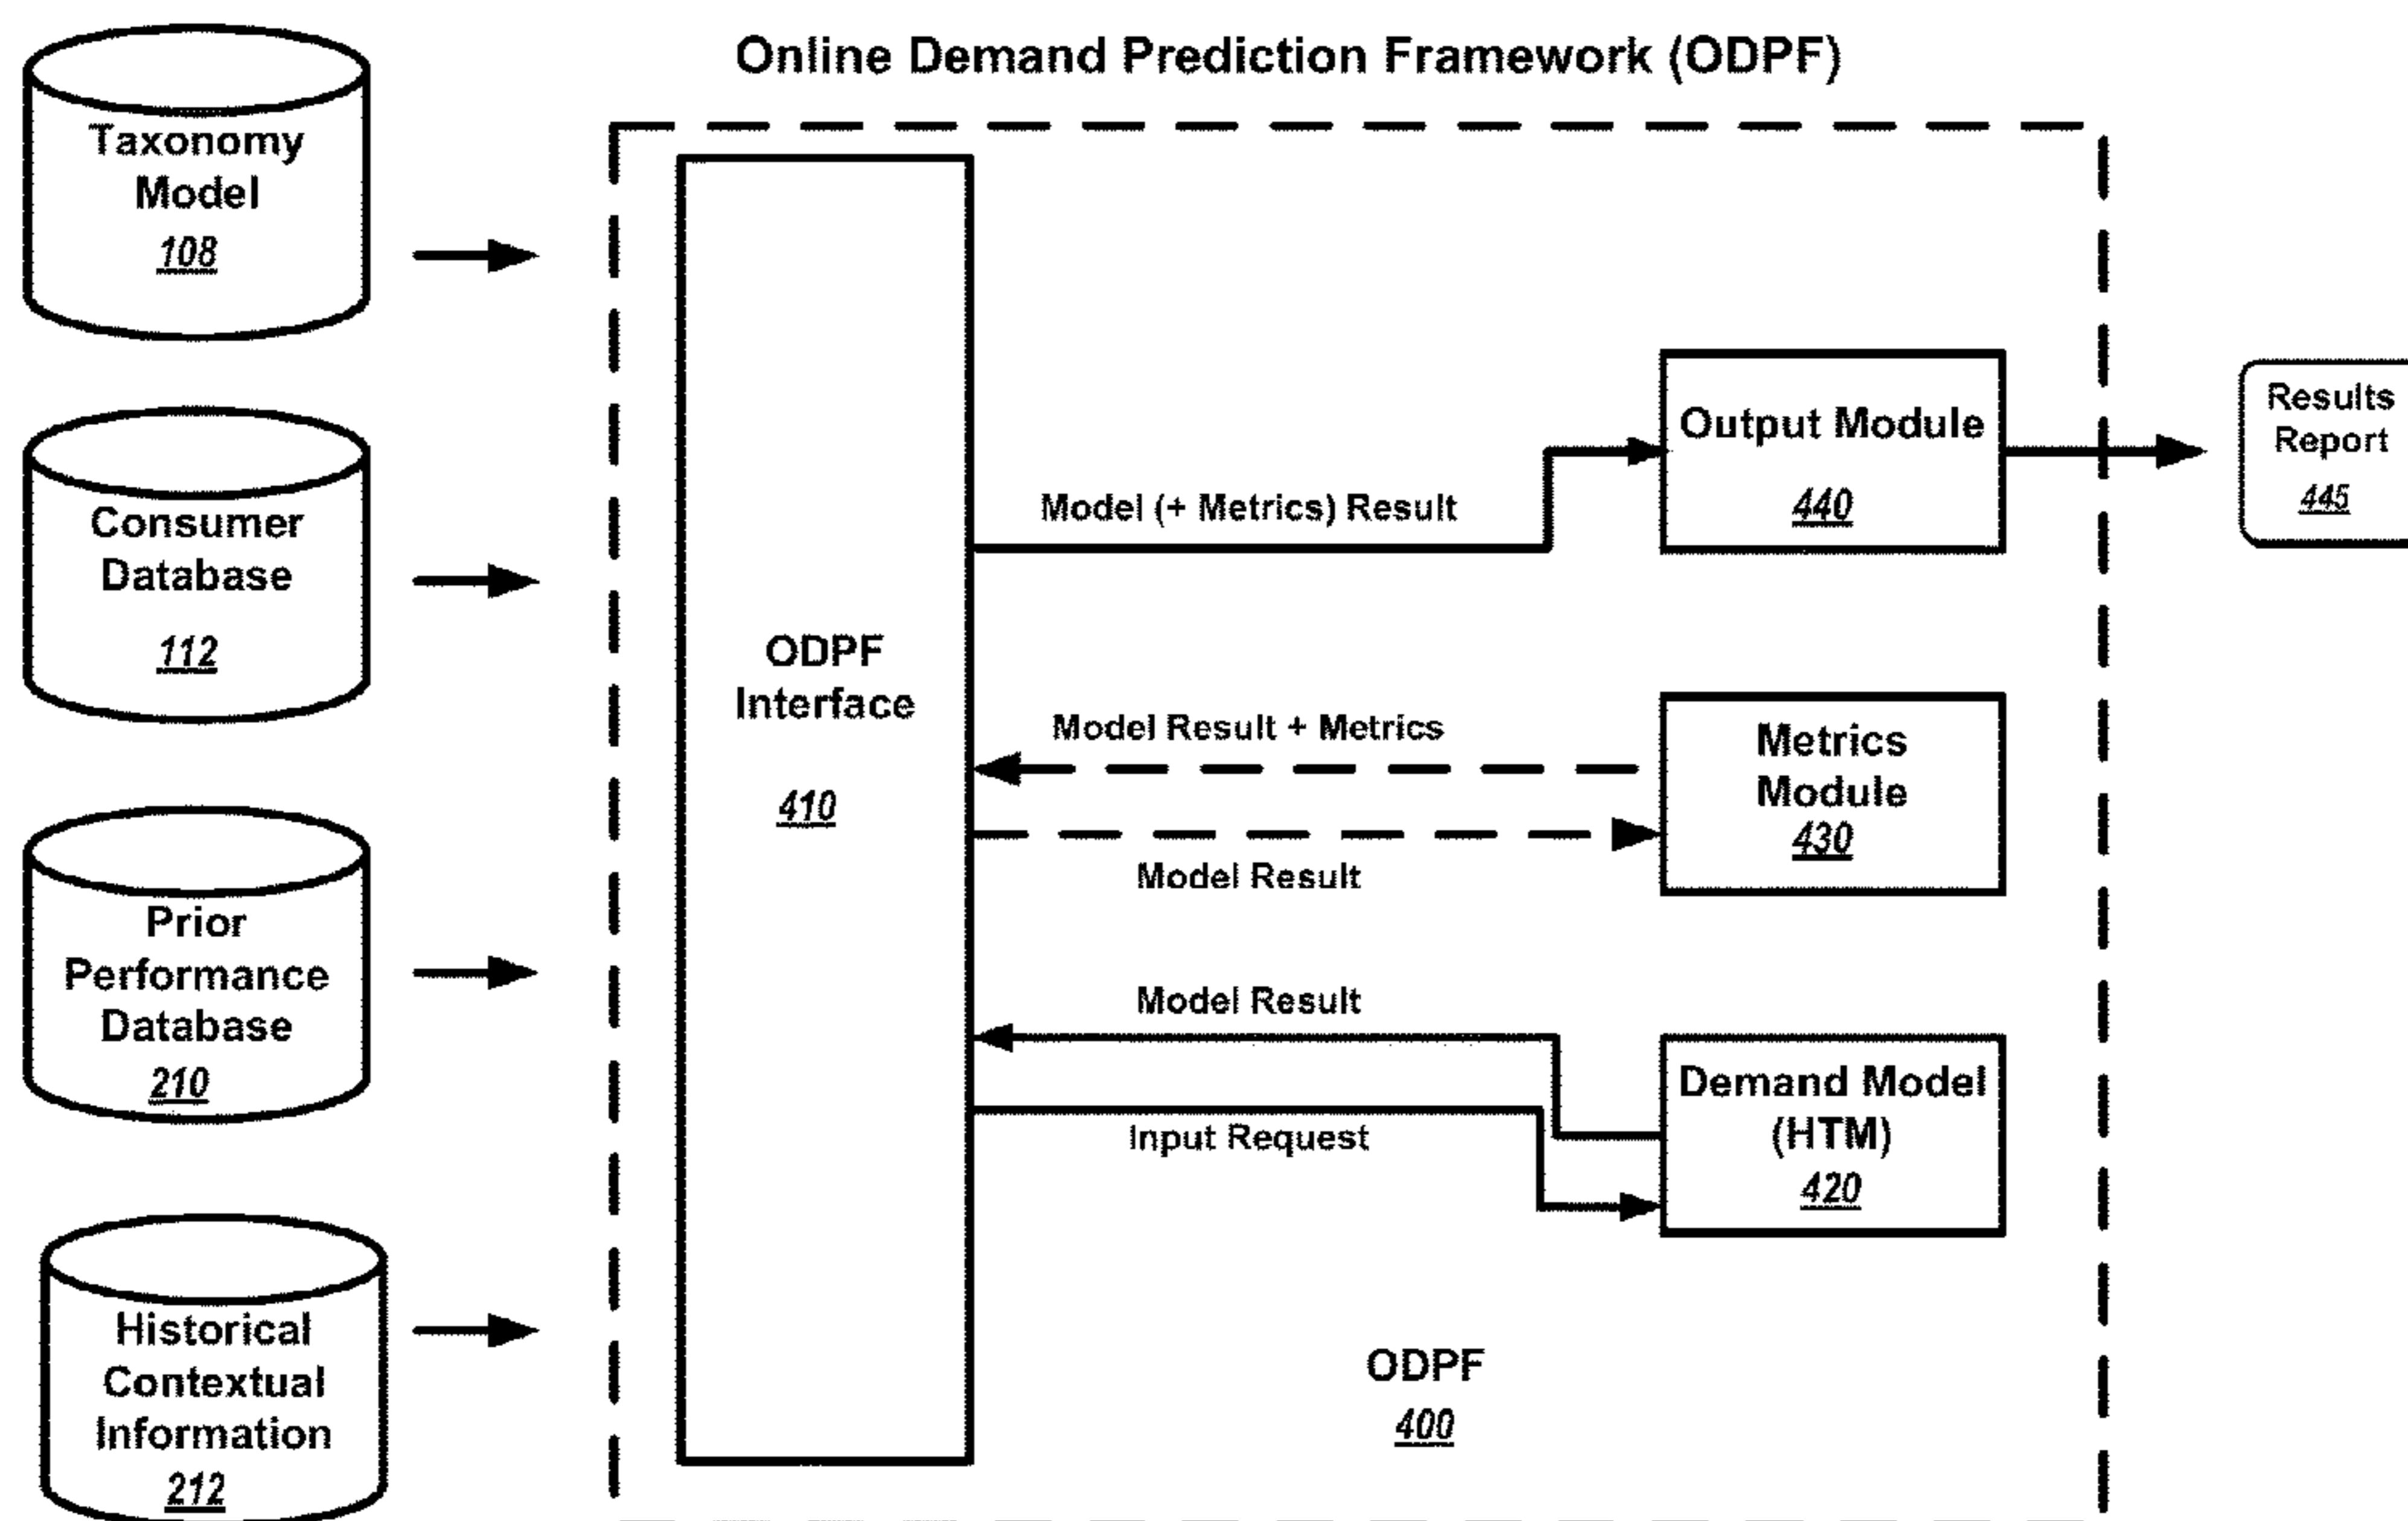 Online Demand Prediction Framework (ODPF)
Taxonomy
Model
108
Consumer
Database
112
Prior
Performance
Database
210
Historical
Contextual
Information
212
ODPF
Interface
410
Model (+ Metrics) Result
Output Module
440
Results
Report
445
Model Result + Metrics
Model Result
Metrics
Module
430
Model Result
Input Request
Demand Model
(HTM)
420
ODPF
400